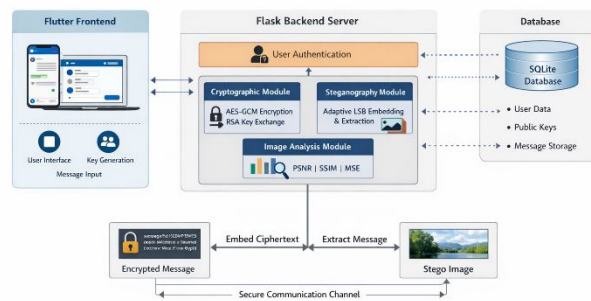 Flutter Frontend
User Interface
Key Generation
Message Input
Flask Backend Server
User Authentication
Cryptographic Module
AES-GCM Encryption
RSA Key Exchange
Steganography Module
Adaptive LSB Embedding
& Extraction
Image Analysis Module
PSNR | SSIM | MSE
Database
SQLite
Database
• User Data
• Public Keys
• Message Storage
Embed Ciphertext
Extract Message
Encrypted Message
Stego Image
Secure Communication Channel